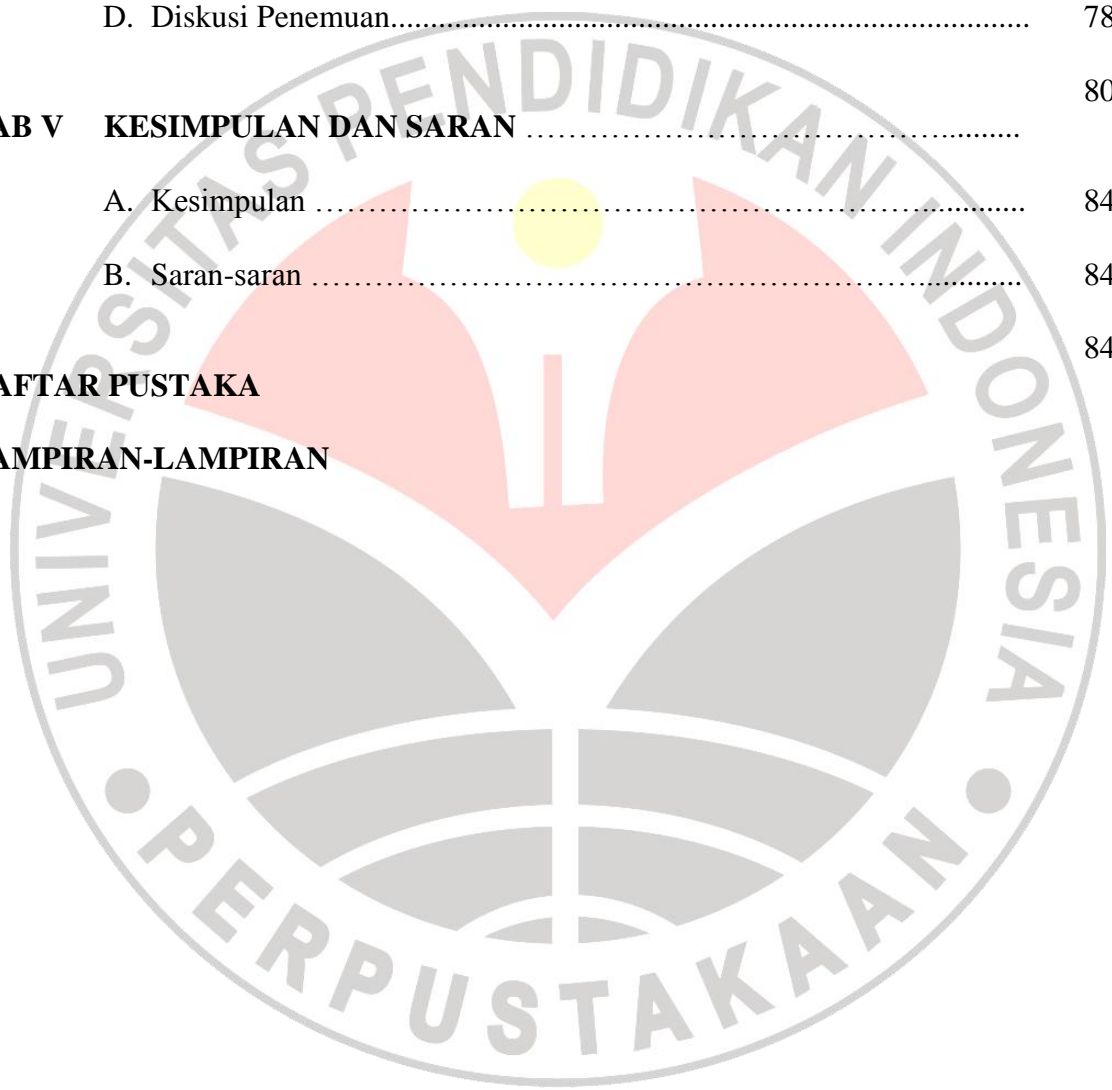 D. Diskusi Penemuan................................................................................ 78
80
AB V KESIMPULAN DAN SARAN ………………………………….........
A. Kesimpulan …………………………………………………….......... 84
B. Saran-saran …………………………………………………............. 84
84
AFTAR PUSTAKA
AMPIRAN-LAMPIRAN
UNIVERSITAS PENDIDIKAN INDONESIA
PERPUSTAKAAN